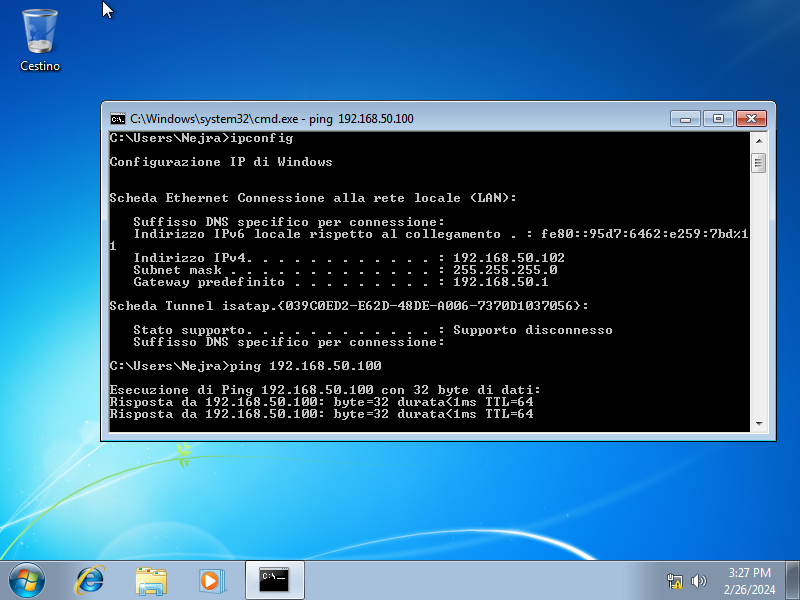 Cestino
C:\Windows\system32\cmd.exe - ping 192.168.50.100
C:\Users\Nejra>ipconfig
Configurazione IP di Windows
Scheda Ethernet Connessione alla rete locale (LAN):
Suffisso DNS specifico per connessione:
Indirizzo IPv6 locale rispetto al collegamento . : fe80::95d7:6462:e259:7bd%1
1
Indirizzo IPv4. . . . . . . . . . . . : 192.168.50.102
Subnet mask . . . . . . . . . . . . . : 255.255.255.0
Gateway predefinito . . . . . . . . . : 192.168.50.1
Scheda Tunnel isatap.{039C0ED2-E62D-48DE-A006-7370D1037056}:
Stato supporto. . . . . . . . . . . . : Supporto disconnesso
Suffisso DNS specifico per connessione:
C:\Users\Nejra>ping 192.168.50.100
Esecuzione di Ping 192.168.50.100 con 32 byte di dati:
Risposta da 192.168.50.100: byte=32 durata<1ms TTL=64
Risposta da 192.168.50.100: byte=32 durata<1ms TTL=64
C:\_
3:27 PM
2/26/2024